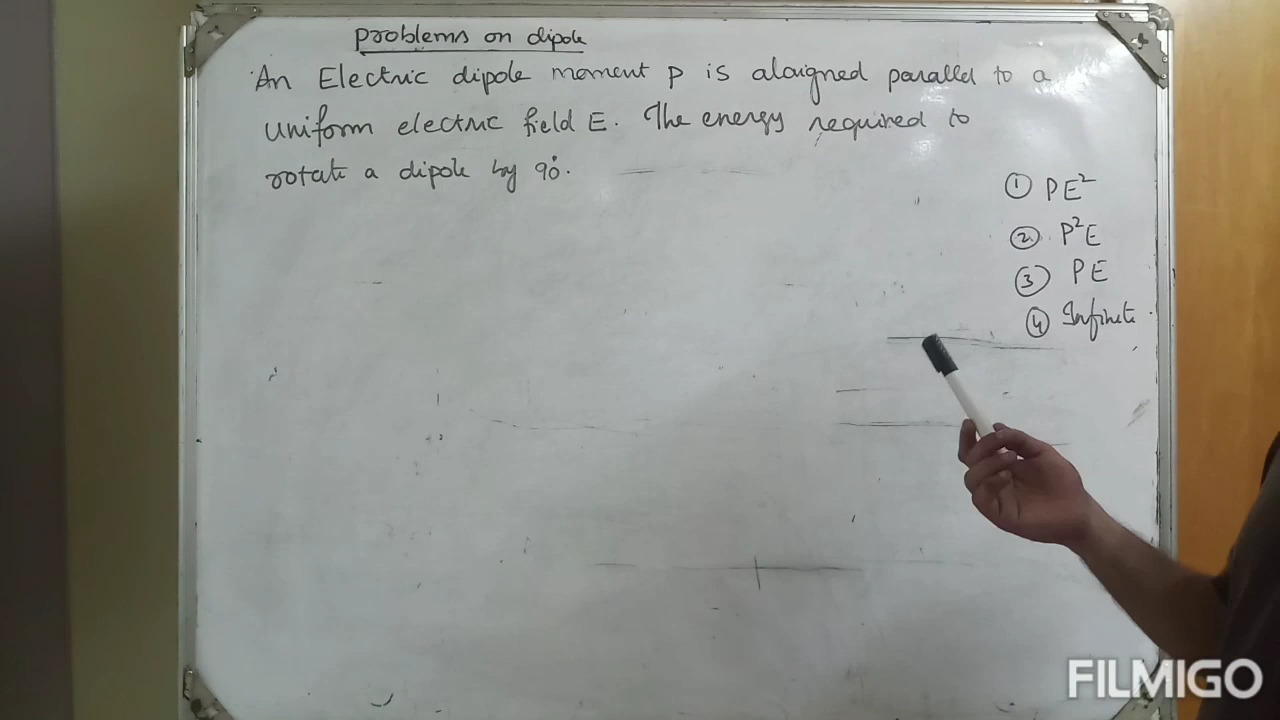 problems on dipole
An Electric dipole moment p is alaigned parallel to a
uniform electric field E. The energy required to
rotate a dipole by 90°.
① PE²
② P²E
③ PE
④ Infinite.
FILMIGO